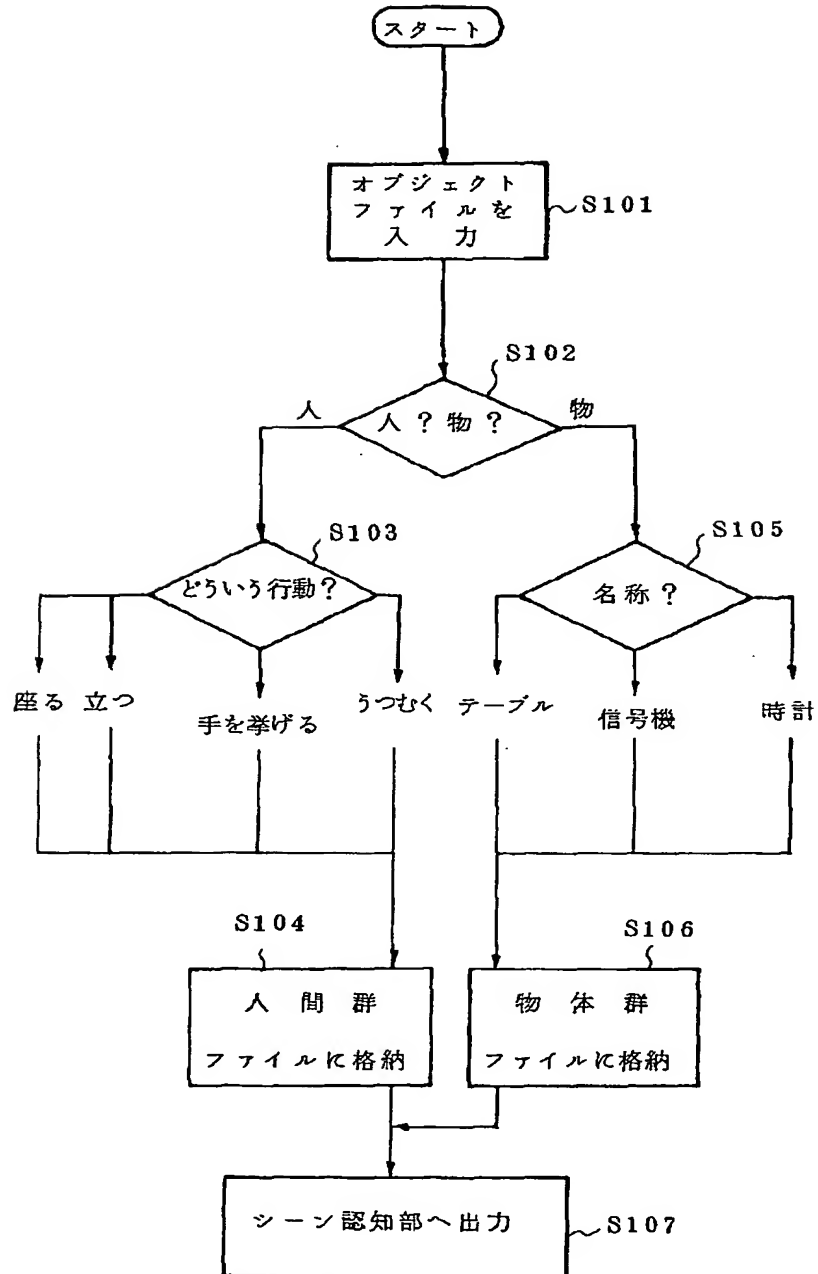 スタート
オブジェクト
ファイルを
入力
S101
S102
人
人?物?
物
S103
どういう行動?
S105
名称?
座る
立つ
手を挙げる
うつむく
テーブル
信号機
時計
S104
人間群
ファイルに格納
S106
物体群
ファイルに格納
シーン認知部へ出力
S107